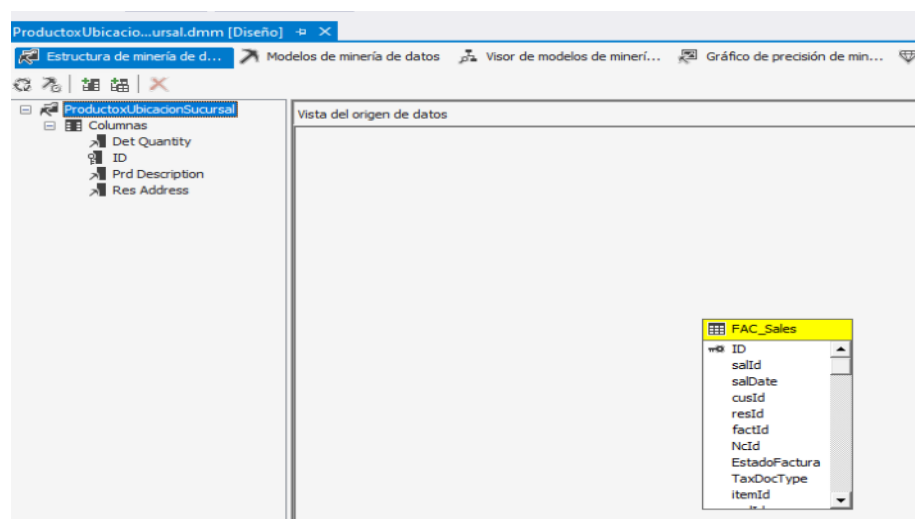 ProductoxUbicacio...ursal.dmm [Diseño]
Estructura de minería de d... Modelos de minería de datos Visor de modelos de minerí... Gráfico de precisión de min...
ProductoxUbicacionSucursal
Columnas
Det Quantity
ID
Prd Description
Res Address
Vista del origen de datos
FAC_Sales
ID
salId
salDate
cusId
resId
factId
NcId
EstadoFactura
TaxDocType
itemId